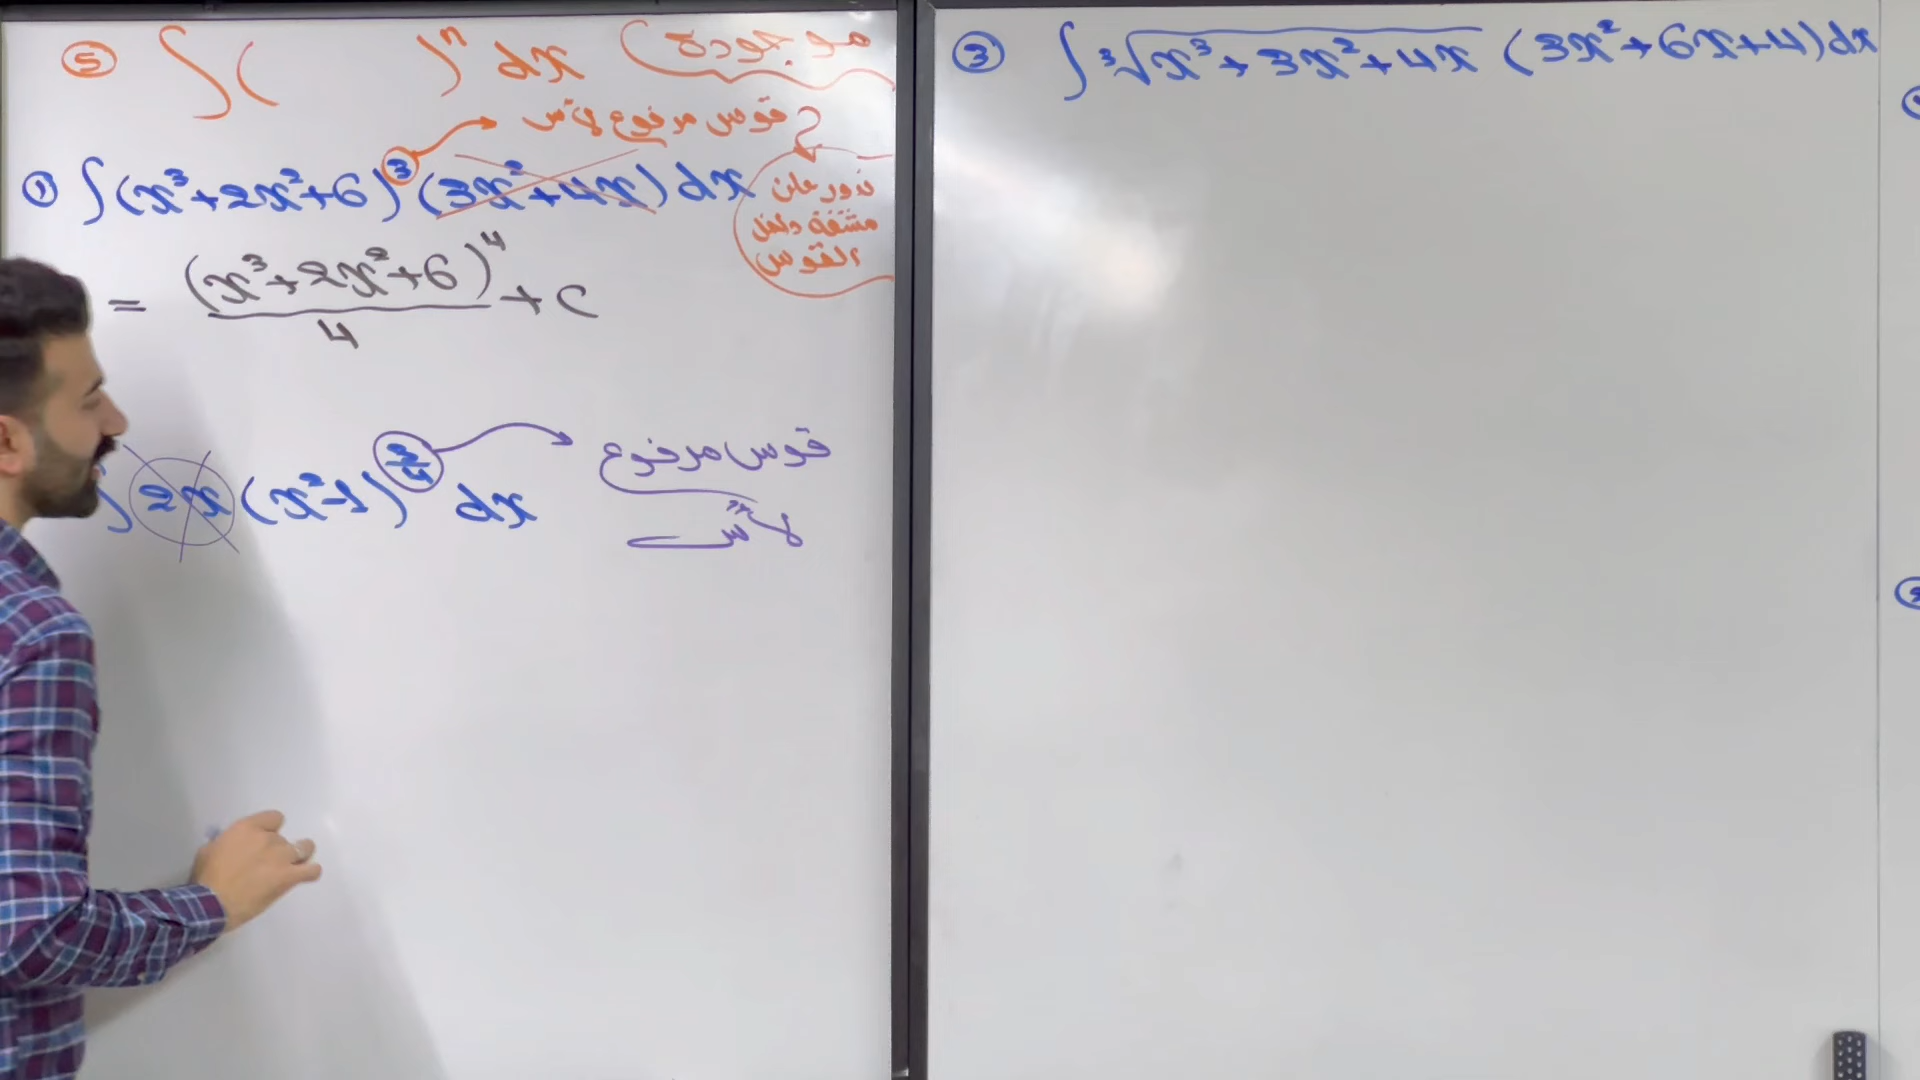 ⑤ ∫( )ⁿ dx (موجودة
قوس مرفوع لأس
① ∫(x³+2x²+6)³(3x²+4x)dx
ندور على
مشتقة داخل
القوس
= (x³+2x²+6)⁴/4 + C
∫2x(x²-1)^{3/4} dx
قوس مرفوع
لأس
③ ∫∛(x³+3x²+4x) (3x²+6x+4)dx